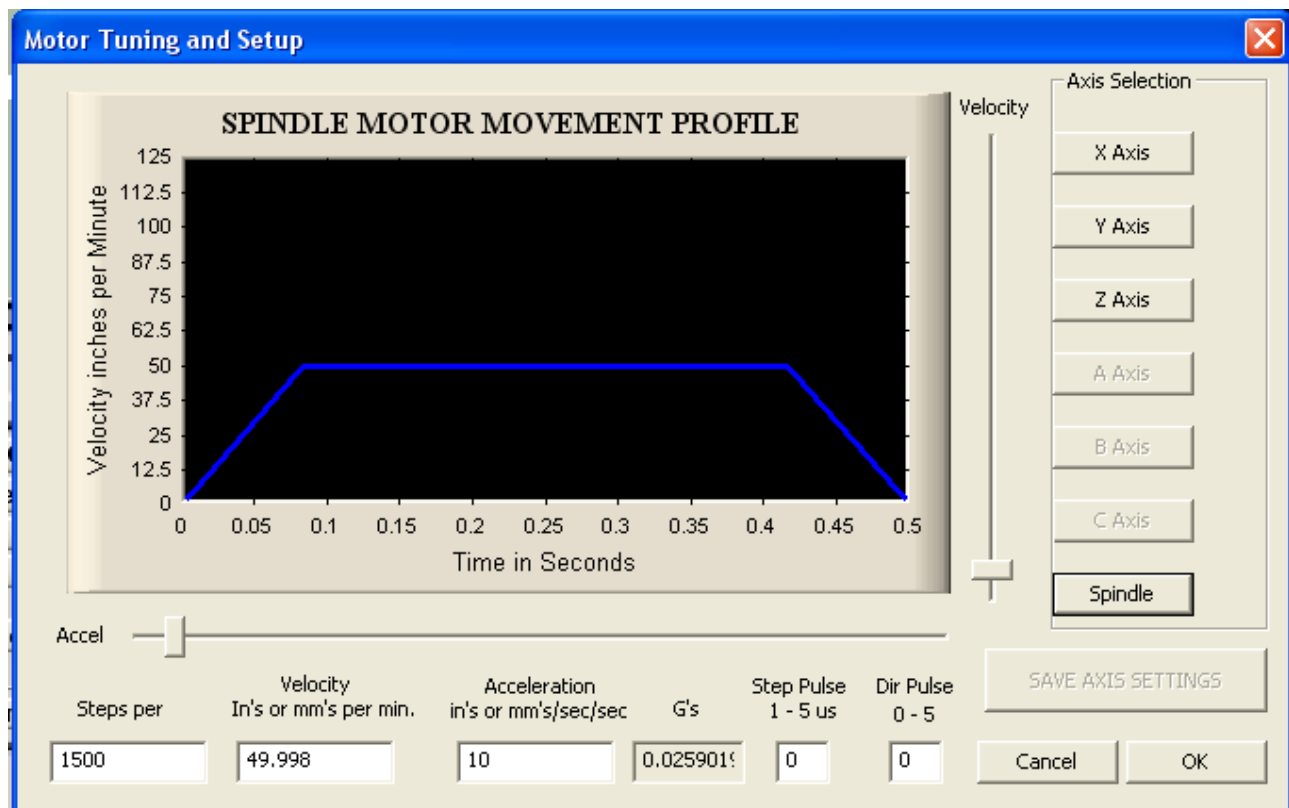 Motor Tuning and Setup
SPINDLE MOTOR MOVEMENT PROFILE
Velocity inches per Minute
125
112.5
100
87.5
75
62.5
50
37.5
25
12.5
0
0 0.05 0.1 0.15 0.2 0.25 0.3 0.35 0.4 0.45 0.5
Time in Seconds
Velocity
Axis Selection
X Axis
Y Axis
Z Axis
A Axis
B Axis
C Axis
Spindle
Accel
Steps per
1500
Velocity
In's or mm's per min.
49.998
Acceleration
in's or mm's/sec/sec
10
G's
0.0259019
Step Pulse
1 - 5 us
0
Dir Pulse
0 - 5
0
SAVE AXIS SETTINGS
Cancel
OK